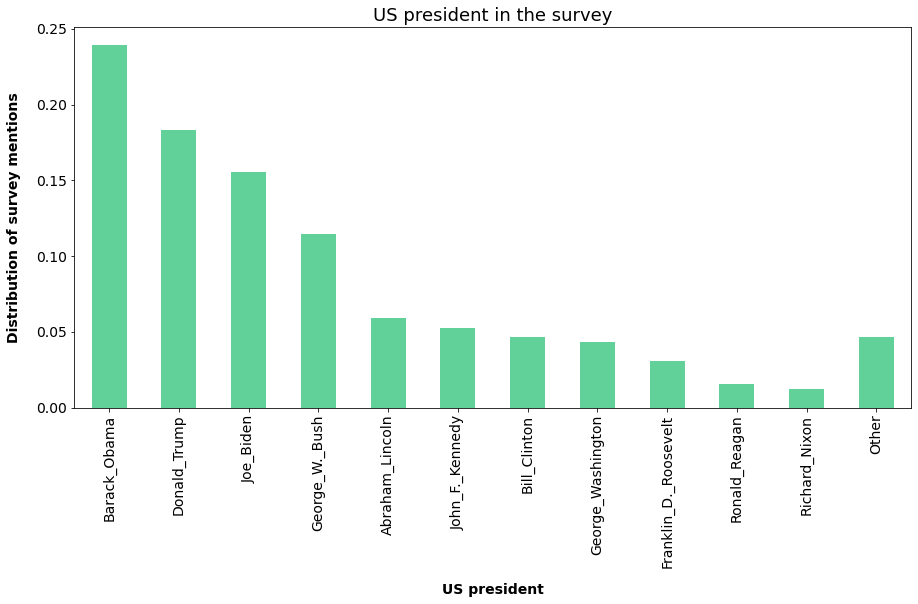 US president in the survey
Distribution of survey mentions
0.25
0.20
0.15
0.10
0.05
0.00
Barack_Obama
Donald_Trump
Joe_Biden
George_W._Bush
Abraham_Lincoln
John_F._Kennedy
Bill_Clinton
George_Washington
Franklin_D._Roosevelt
Ronald_Reagan
Richard_Nixon
Other
US president